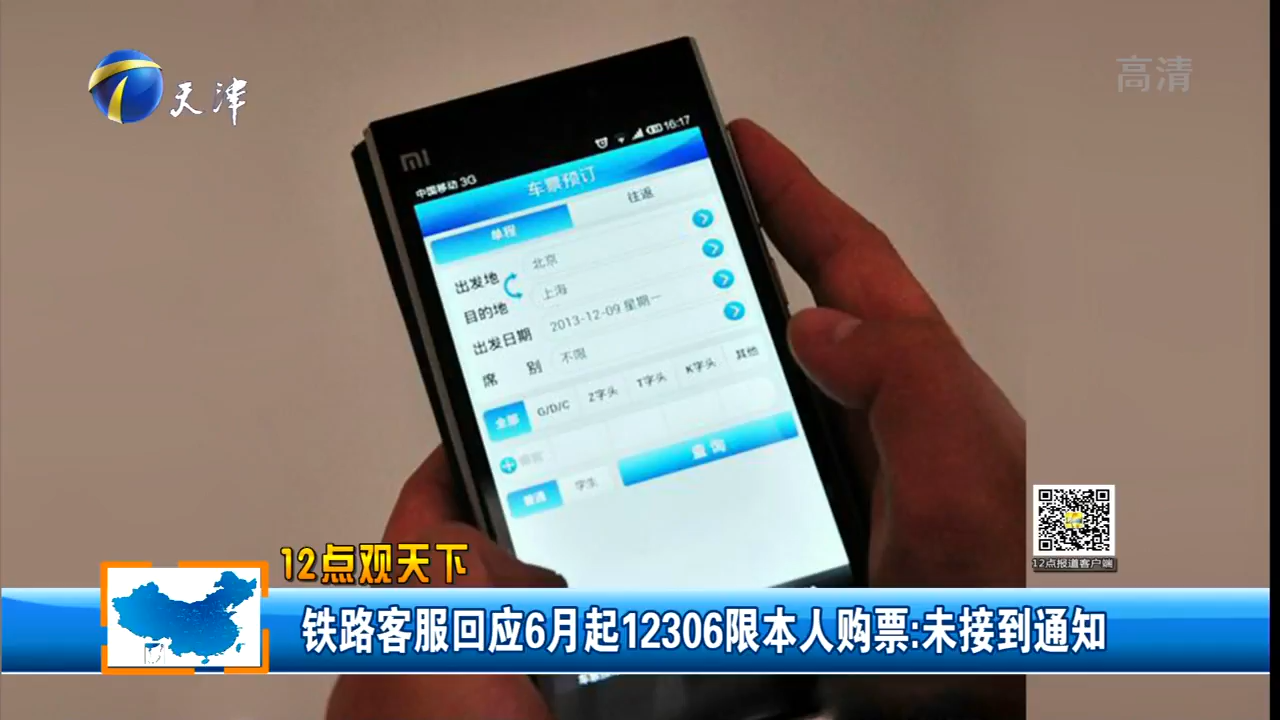 天津
高清
mi
16:17
中国移动 3G
车票预订
单程
往返
出发地
北京
目的地
上海
出发日期
2013-12-09 星期一
席 别
不限
全部
G/D/C
Z字头
T字头
K字头
其他
普通
学生
查询
12点报道客户端
12点观天下
铁路客服回应6月起12306限本人购票:未接到通知